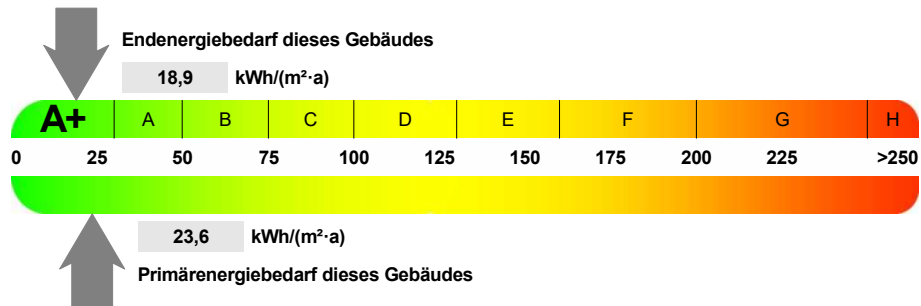 Endenergiebedarf dieses Gebäudes
18,9 kWh/(m²·a)
A+ A B C D E F G H
0 25 50 75 100 125 150 175 200 225 >250
23,6 kWh/(m²·a)
Primärenergiebedarf dieses Gebäudes